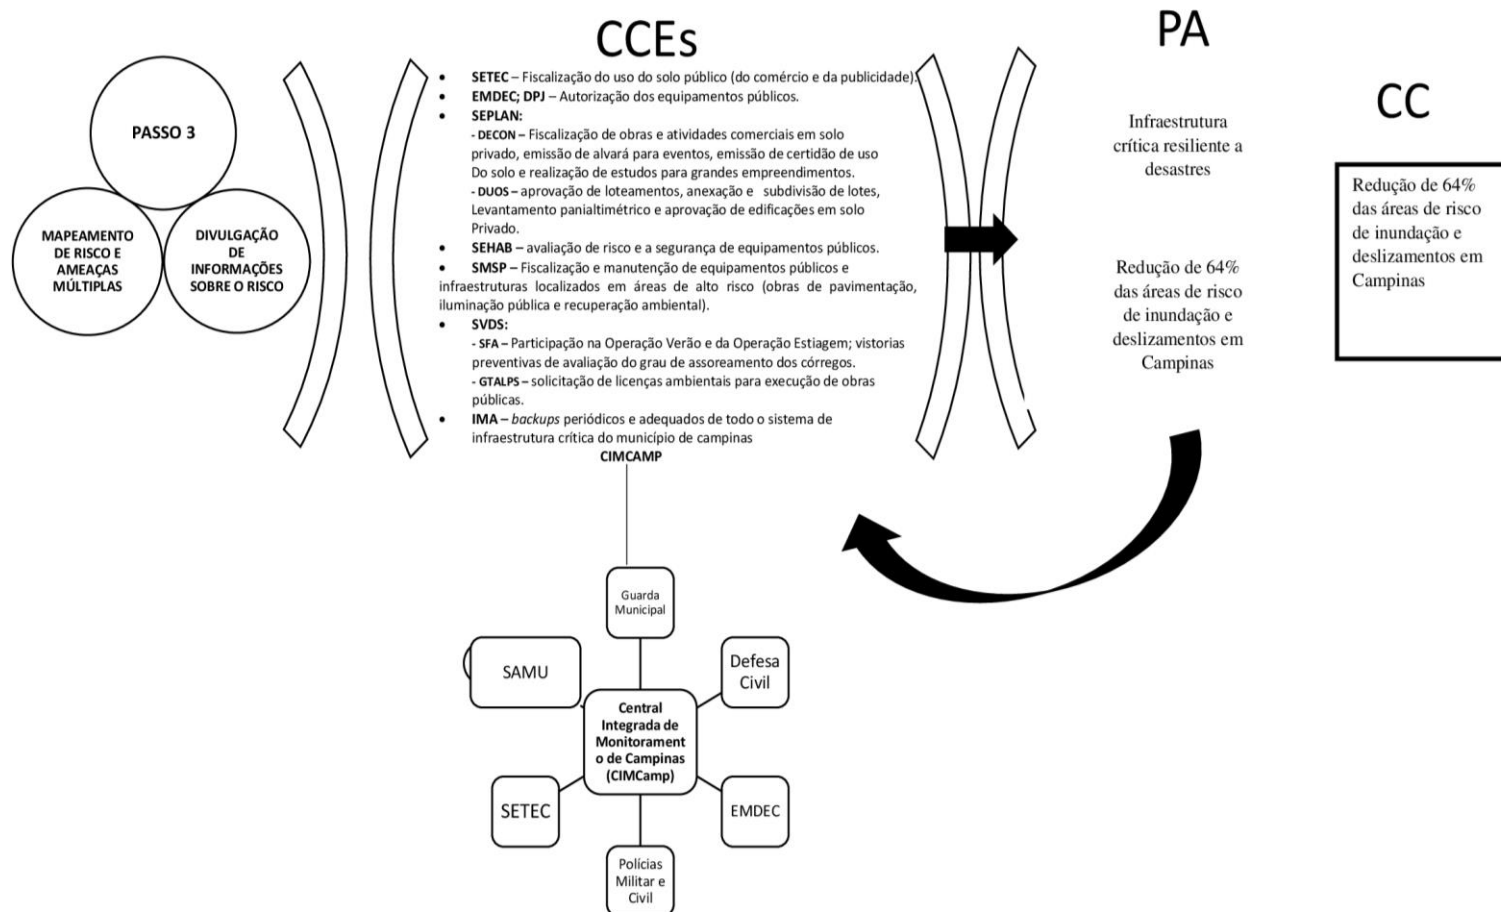 PASSO 3
MAPEAMENTO
DE RISCO E
AMEAÇAS
MÚLTIPLAS
DIVULGAÇÃO
DE
INFORMAÇÕES
SOBRE O RISCO
CCEs
• SETEC – Fiscalização do uso do solo público (do comércio e da publicidade).
• EMDEC; DPJ – Autorização dos equipamentos públicos.
• SEPLAN:
- DECON – Fiscalização de obras e atividades comerciais em solo
privado, emissão de alvará para eventos, emissão de certidão de uso
Do solo e realização de estudos para grandes empreendimentos.
- DUOS – aprovação de loteamentos, anexação e subdivisão de lotes,
Levantamento panialtimétrico e aprovação de edificações em solo
Privado.
• SEHAB – avaliação de risco e a segurança de equipamentos públicos.
• SMSP – Fiscalização e manutenção de equipamentos públicos e
infraestruturas localizados em áreas de alto risco (obras de pavimentação,
iluminação pública e recuperação ambiental).
• SVDS:
- SFA – Participação na Operação Verão e da Operação Estiagem; vistorias
preventivas de avaliação do grau de assoreamento dos córregos.
- GTALPS – solicitação de licenças ambientais para execução de obras
públicas.
• IMA – backups periódicos e adequados de todo o sistema de
infraestrutura crítica do município de campinas
CIMCAMP
PA
Infraestrutura
crítica resiliente a
desastres
Redução de 64%
das áreas de risco
de inundação e
deslizamentos em
Campinas
CC
Redução de 64%
das áreas de risco
de inundação e
deslizamentos em
Campinas
Guarda
Municipal
SAMU
Defesa
Civil
Central
Integrada de
Monitorament
o de Campinas
(CIMCamp)
SETEC
EMDEC
Polícias
Militar e
Civil